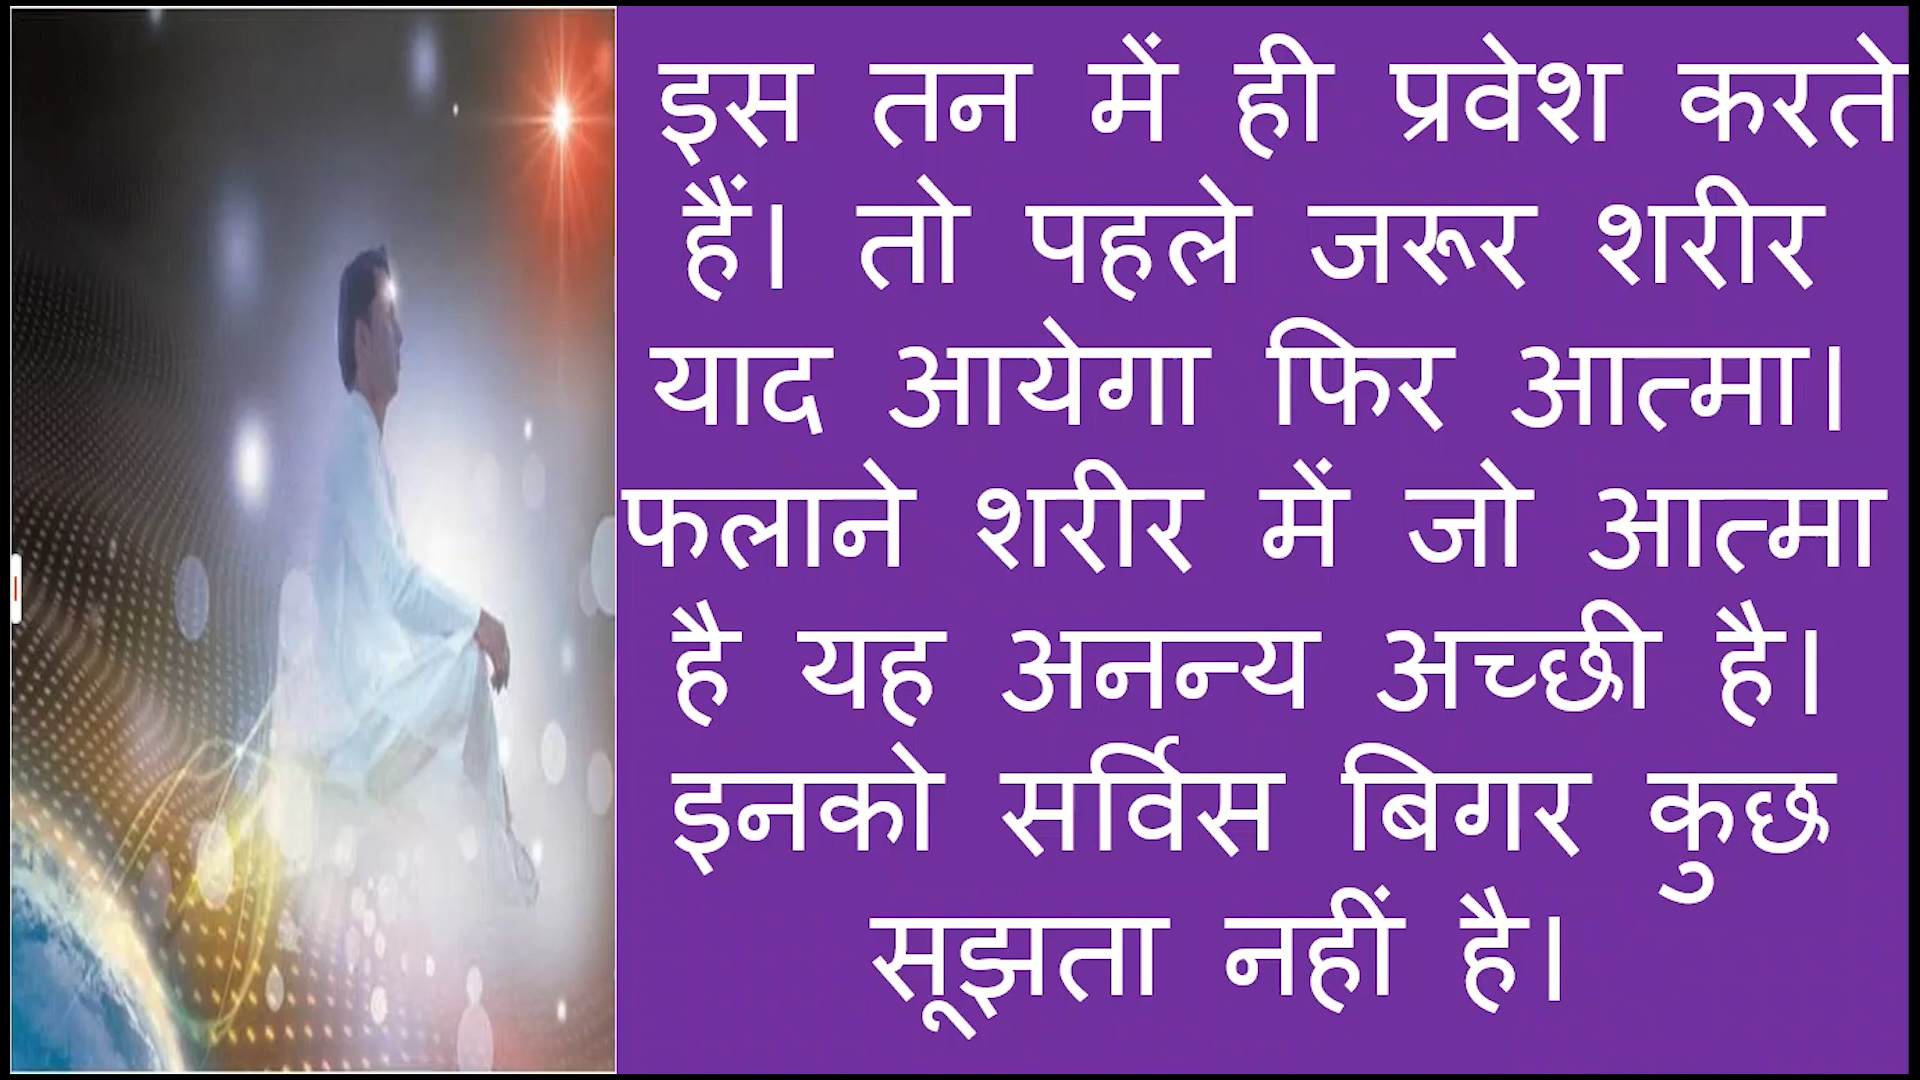 इस तन में ही प्रवेश करते
हैं। तो पहले जरूर शरीर
याद आयेगा फिर आत्मा।
फलाने शरीर में जो आत्मा
है यह अनन्य अच्छी है।
इनको सर्विस बिगर कुछ
सूझता नहीं है।